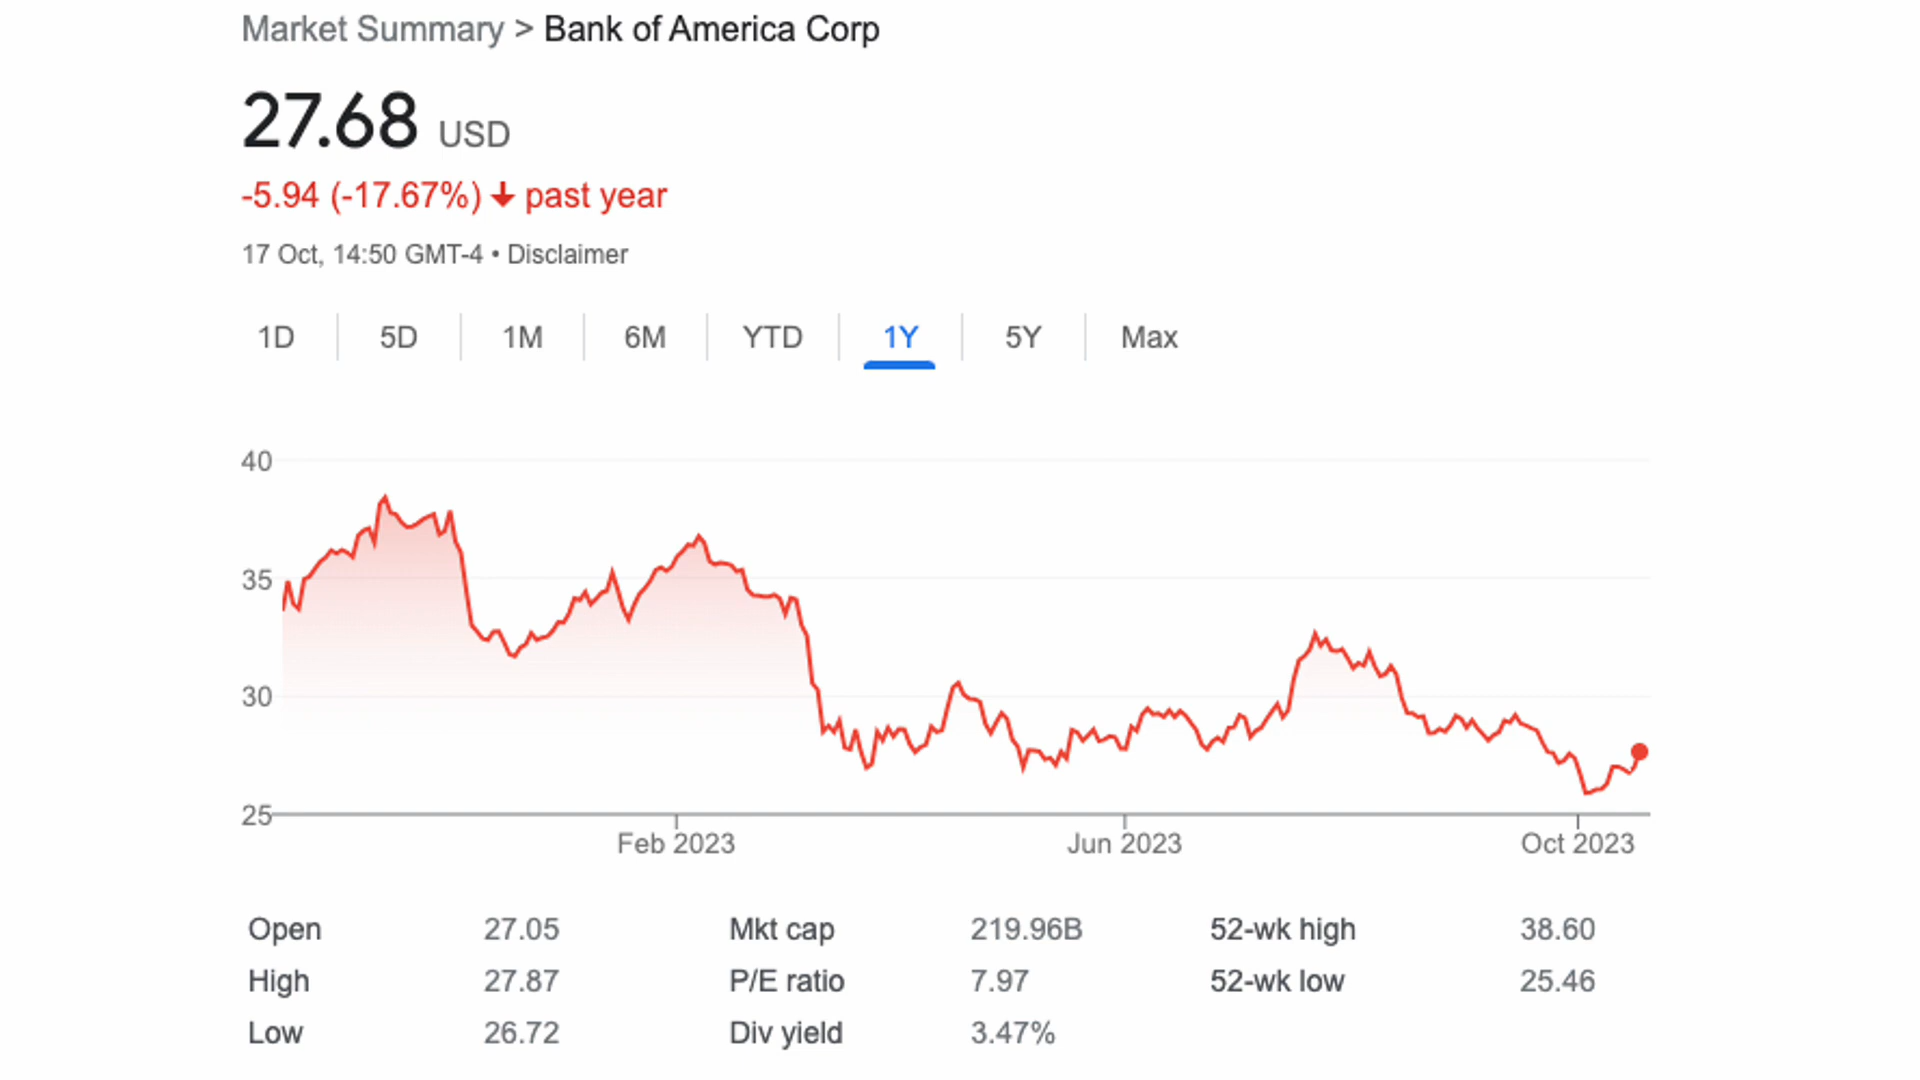 Market Summary > Bank of America Corp
27.68 USD
-5.94 (-17.67%) ↓ past year
17 Oct, 14:50 GMT-4 • Disclaimer
1D 5D 1M 6M YTD 1Y 5Y Max
40
35
30
25
Feb 2023 Jun 2023 Oct 2023
Open 27.05 Mkt cap 219.96B 52-wk high 38.60
High 27.87 P/E ratio 7.97 52-wk low 25.46
Low 26.72 Div yield 3.47%